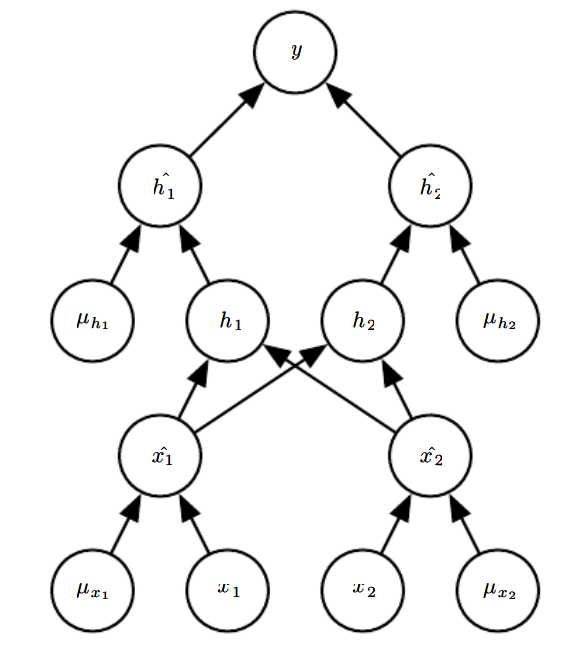 y
ĥ₁ ĥ₂
μₕ₁ h₁ h₂ μₕ₂
x̂₁ x̂₂
μₓ₁ x₁ x₂ μₓ₂